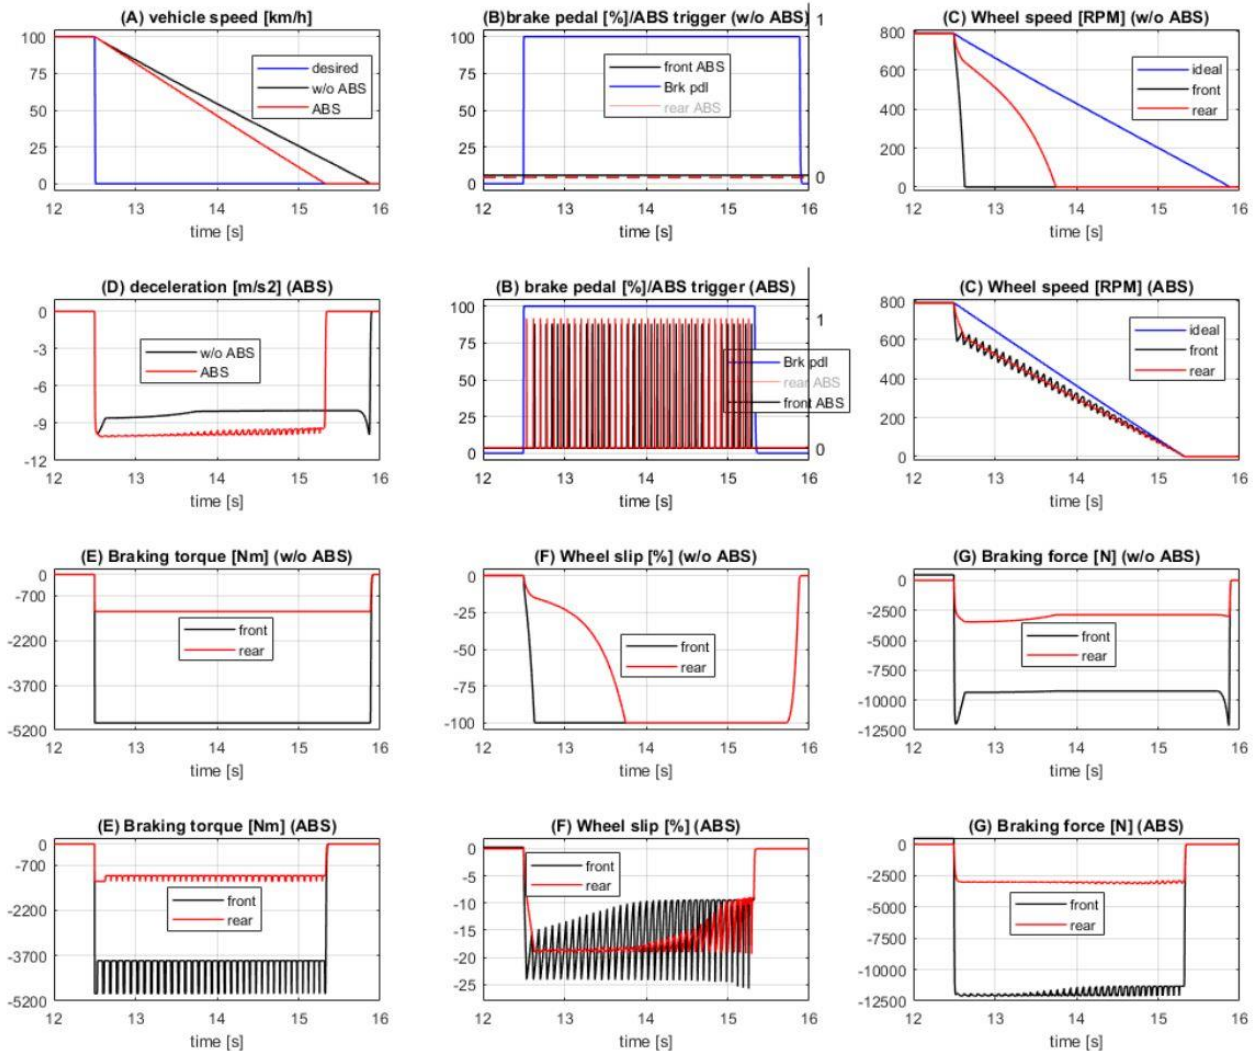 (A) vehicle speed [km/h]
100
75
50
25
0
desired
w/o ABS
ABS
12 13 14 15 16
time [s]
(B)brake pedal [%]/ABS trigger (w/o ABS)
1
100
75
50
25
0
front ABS
Brk pdl
rear ABS
0
12 13 14 15 16
time [s]
(C) Wheel speed [RPM] (w/o ABS)
800
600
400
200
0
ideal
front
rear
12 13 14 15 16
time [s]
(D) deceleration [m/s2] (ABS)
0
-3
-6
-9
-12
w/o ABS
ABS
12 13 14 15 16
time [s]
(B) brake pedal [%]/ABS trigger (ABS)
100
75
50
25
0
1
Brk pdl
rear ABS
front ABS
0
12 13 14 15 16
time [s]
(C) Wheel speed [RPM] (ABS)
800
600
400
200
0
ideal
front
rear
12 13 14 15 16
time [s]
(E) Braking torque [Nm] (w/o ABS)
0
-700
-2200
-3700
-5200
front
rear
12 13 14 15 16
time [s]
(F) Wheel slip [%] (w/o ABS)
0
-25
-50
-75
-100
front
rear
12 13 14 15 16
time [s]
(G) Braking force [N] (w/o ABS)
0
-2500
-5000
-7500
-10000
-12500
front
rear
12 13 14 15 16
time [s]
(E) Braking torque [Nm] (ABS)
0
-700
-2200
-3700
-5200
front
rear
12 13 14 15 16
time [s]
(F) Wheel slip [%] (ABS)
0
-5
-10
-15
-20
-25
front
rear
12 13 14 15 16
time [s]
(G) Braking force [N] (ABS)
0
-2500
-5000
-7500
-10000
-12500
front
rear
12 13 14 15 16
time [s]